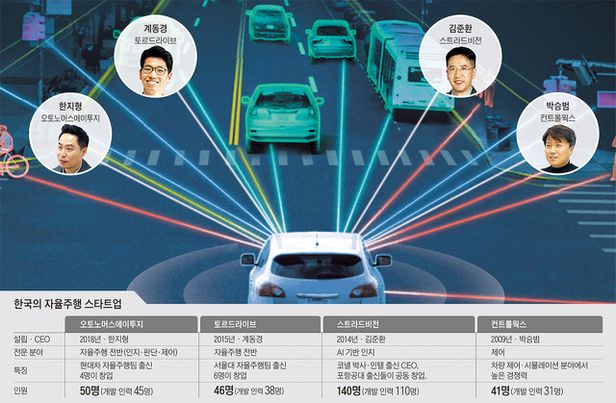 계동경
토르드라이브
김준환
스트라드비젼
한지형
오토노머스에이투지
박승범
컨트롤웍스
한국의 자율주행 스타트업
오토노머스에이투지 토르드라이브 스트라드비젼 컨트롤웍스
설립·CEO 2018년·한지형 2015년·계동경 2014년·김준환 2009년·박승범
전문 분야 자율주행 전반(인지·판단·제어) 자율주행 전반 AI 기반 인지 제어
특징 현대차 자율주행팀 출신 서울대 자율주행팀 출신 코넬 박사·인텔 출신 CEO. 차량 제어·시뮬레이션 분야에서
4명이 창업 6명이 창업 포항공대 출신들이 공동 창업. 높은 경쟁력
인원 50명(개발 인력 45명) 46명(개발 인력 38명) 140명(개발 인력 110명) 41명(개발 인력 31명)